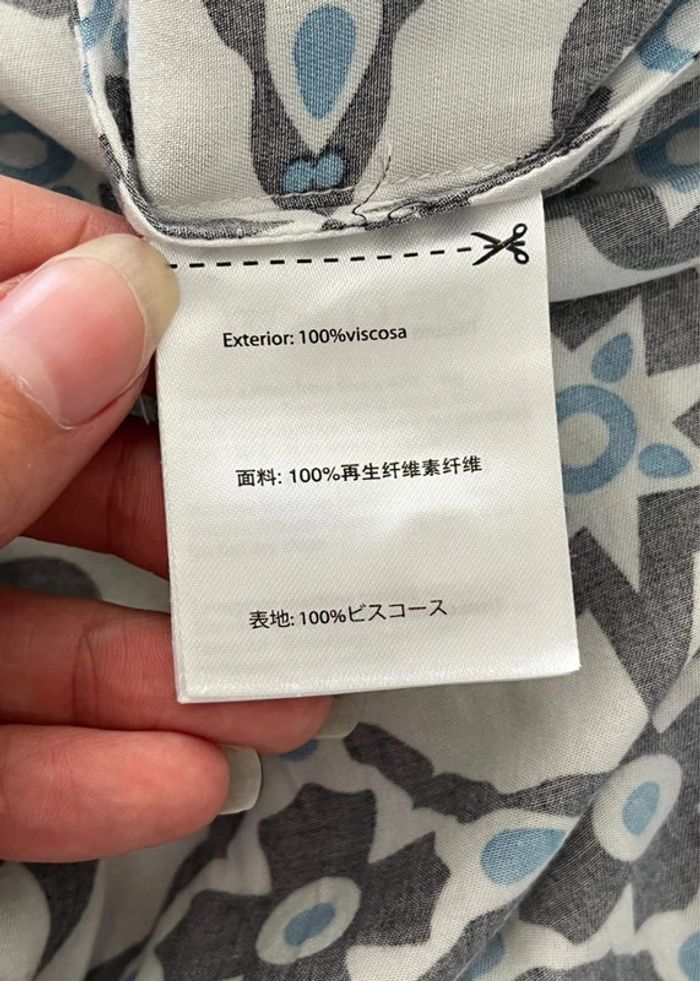 Exterior: 100%viscosa
面料: 100%再生纤维素纤维
表地: 100%ビスコース